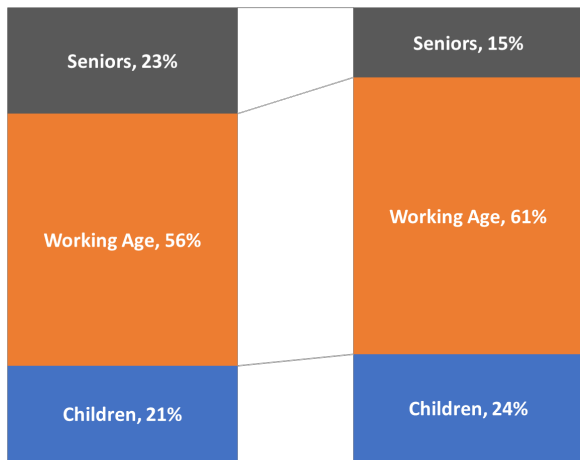 Seniors, 23%
Working Age, 56%
Children, 21%
Seniors, 15%
Working Age, 61%
Children, 24%